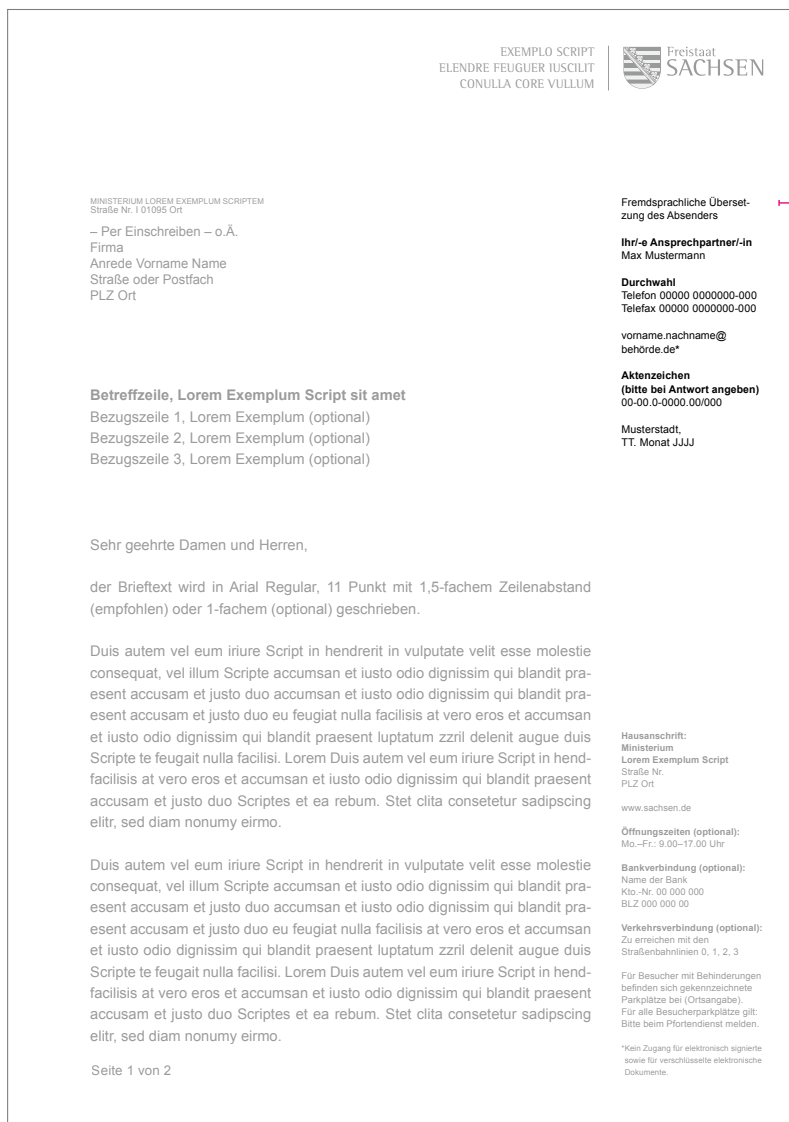 EXEMPLO SCRIPT
ELENDRE FEUGUER IUSCILIT
CONULLA CORE VULLUM
Freistaat
SACHSEN
MINISTERIUM LOREM EXEMPLUM SCRIPTEM
Straße Nr. I 01095 Ort
– Per Einschreiben – o.Ä.
Firma
Anrede Vorname Name
Straße oder Postfach
PLZ Ort
Fremdsprachliche Überset-
zung des Absenders
Ihr/-e Ansprechpartner/-in
Max Mustermann
Durchwahl
Telefon 00000 0000000-000
Telefax 00000 0000000-000
vorname.nachname@
behörde.de*
Aktenzeichen
(bitte bei Antwort angeben)
00-00.0-0000.00/000
Musterstadt,
TT. Monat JJJJ
Betreffzeile, Lorem Exemplum Script sit amet
Bezugszeile 1, Lorem Exemplum (optional)
Bezugszeile 2, Lorem Exemplum (optional)
Bezugszeile 3, Lorem Exemplum (optional)
Sehr geehrte Damen und Herren,
der Brieftext wird in Arial Regular, 11 Punkt mit 1,5-fachem Zeilenabstand
(empfohlen) oder 1-fachem (optional) geschrieben.
Duis autem vel eum iriure Script in hendrerit in vulputate velit esse molestie
consequat, vel illum Scripte accumsan et iusto odio dignissim qui blandit pra-
esent accusam et justo duo accumsan et iusto odio dignissim qui blandit pra-
esent accusam et justo duo eu feugiat nulla facilisis at vero eros et accumsan
et iusto odio dignissim qui blandit praesent luptatum zzril delenit augue duis
Scripte te feugait nulla facilisi. Lorem Duis autem vel eum iriure Script in hend-
facilisis at vero eros et accumsan et iusto odio dignissim qui blandit praesent
accusam et justo duo Scriptes et ea rebum. Stet clita consetetur sadipscing
elitr, sed diam nonumy eirmo.
Duis autem vel eum iriure Script in hendrerit in vulputate velit esse molestie
consequat, vel illum Scripte accumsan et iusto odio dignissim qui blandit pra-
esent accusam et justo duo accumsan et iusto odio dignissim qui blandit pra-
esent accusam et justo duo eu feugiat nulla facilisis at vero eros et accumsan
et iusto odio dignissim qui blandit praesent luptatum zzril delenit augue duis
Scripte te feugait nulla facilisi. Lorem Duis autem vel eum iriure Script in hend-
facilisis at vero eros et accumsan et iusto odio dignissim qui blandit praesent
accusam et justo duo Scriptes et ea rebum. Stet clita consetetur sadipscing
elitr, sed diam nonumy eirmo.
Seite 1 von 2
Hausanschrift:
Ministerium
Lorem Exemplum Script
Straße Nr.
PLZ Ort
www.sachsen.de
Öffnungszeiten (optional):
Mo.–Fr.: 9.00–17.00 Uhr
Bankverbindung (optional):
Name der Bank
Kto.-Nr. 00 000 000
BLZ 000 000 00
Verkehrsverbindung (optional):
Zu erreichen mit den
Straßenbahnlinien 0, 1, 2, 3
Für Besucher mit Behinderungen
befinden sich gekennzeichnete
Parkplätze bei (Ortsangabe).
Für alle Besucherparkplätze gilt:
Bitte beim Pfortendienst melden.
*Kein Zugang für elektronisch signierte
sowie für verschlüsselte elektronische
Dokumente.